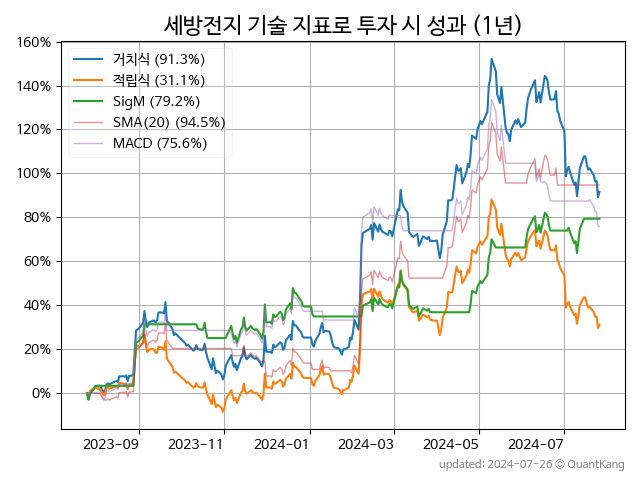 세방전지 기술 지표로 투자 시 성과 (1년)
160%
140%
120%
100%
80%
60%
40%
20%
0%
거치식 (91.3%)
적립식 (31.1%)
SigM (79.2%)
SMA(20) (94.5%)
MACD (75.6%)
2023-09 2023-11 2024-01 2024-03 2024-05 2024-07
updated: 2024-07-26 © QuantKang